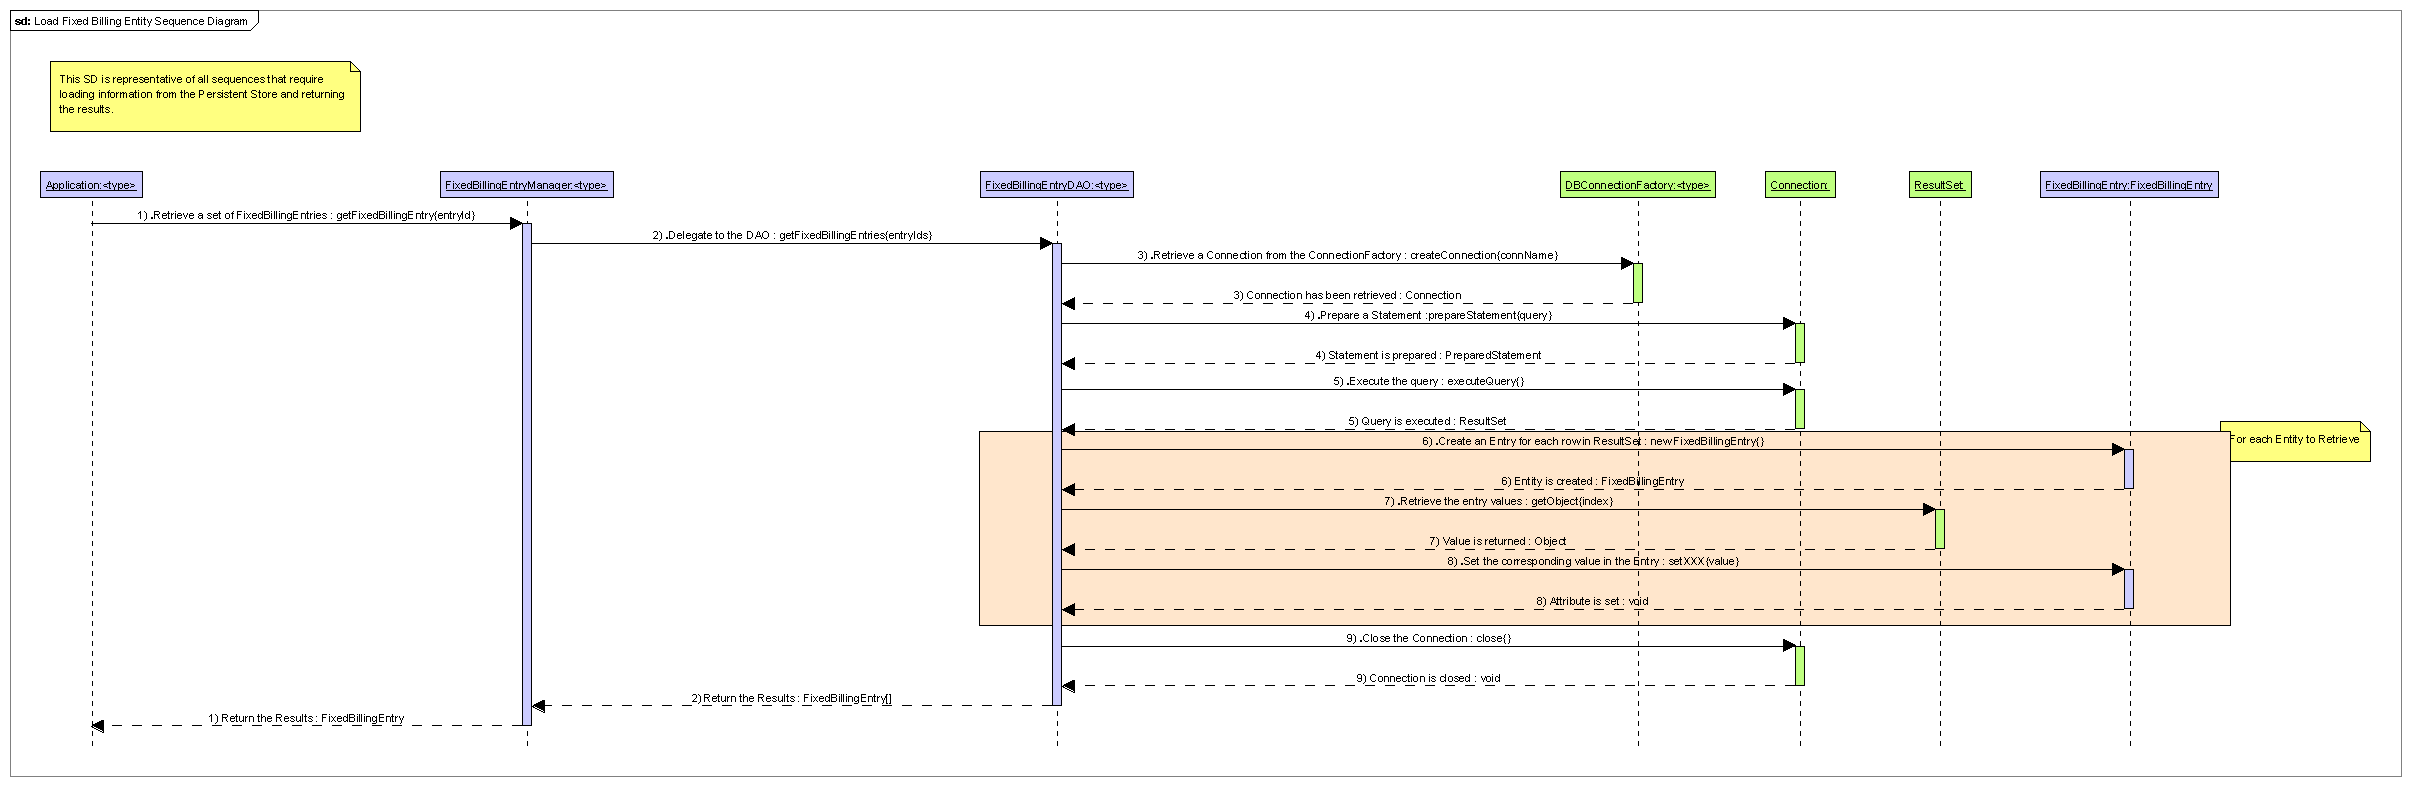 sd: Load Fixed Billing Entity Sequence Diagram
This SD is representative of all sequences that require
loading information from the Persistent Store and returning
the results.
Application:<type>
FixedBillingEntryManager:<type>
FixedBillingEntryDAO:<type>
DBConnectionFactory:<type>
Connection:
ResultSet:
FixedBillingEntry:FixedBillingEntry
1) .Retrieve a set of FixedBillingEntries : getFixedBillingEntry{entryId}
2) .Delegate to the DAO : getFixedBillingEntries{entryIds}
3) .Retrieve a Connection from the ConnectionFactory : createConnection{connName}
3) Connection has been retrieved : Connection
4) .Prepare a Statement :prepareStatement{query}
4) Statement is prepared : PreparedStatement
5) .Execute the query : executeQuery{}
5) Query is executed : ResultSet
For each Entity to Retrieve
6) .Create an Entry for each row in ResultSet : new FixedBillingEntry{}
6) Entity is created : FixedBillingEntry
7) .Retrieve the entry values : getObject{index}
7) Value is returned : Object
8) .Set the corresponding value in the Entry : setXXX{value}
8) Attribute is set : void
9) .Close the Connection : close{}
9) Connection is closed : void
2) Return the Results : FixedBillingEntry[]
1) Return the Results : FixedBillingEntry